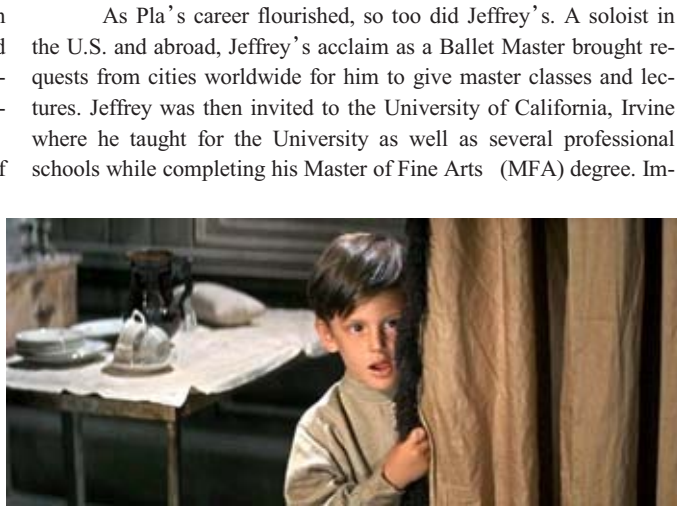 n
As Pla’s career flourished, so too did Jeffrey’s. A soloist in
d
the U.S. and abroad, Jeffrey’s acclaim as a Ballet Master brought re-
-
quests from cities worldwide for him to give master classes and lec-
-
tures. Jeffrey was then invited to the University of California, Irvine
where he taught for the University as well as several professional
f
schools while completing his Master of Fine Arts (MFA) degree. Im-